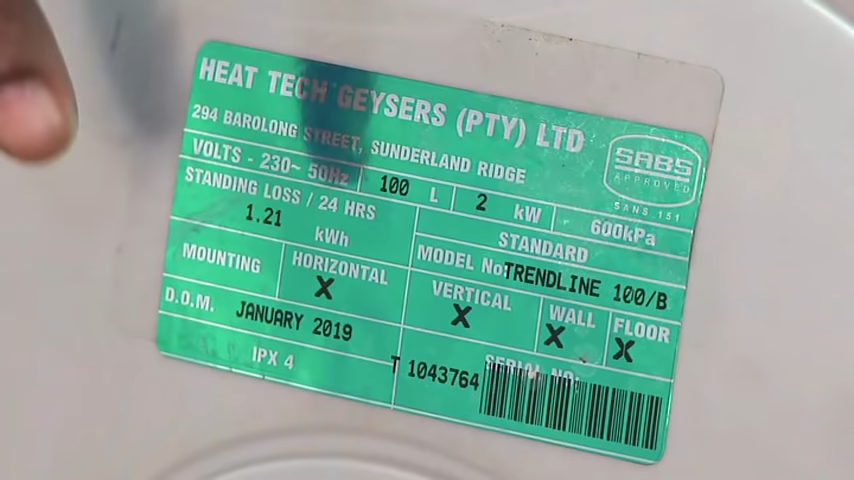 HEAT TECH GEYSERS (PTY) LTD
294 BAROLONG STREET, SUNDERLAND RIDGE
SABS
APPROVED
SANS 151
VOLTS - 230~ 50Hz 100 L 2 kW 600kPa
STANDING LOSS / 24 HRS
1.21 kWh
STANDARD
MODEL No TRENDLINE 100/B
MOUNTING HORIZONTAL X VERTICAL X WALL X FLOOR X
D.O.M. JANUARY 2019
IPX 4
SERIAL NO.
T 1043764